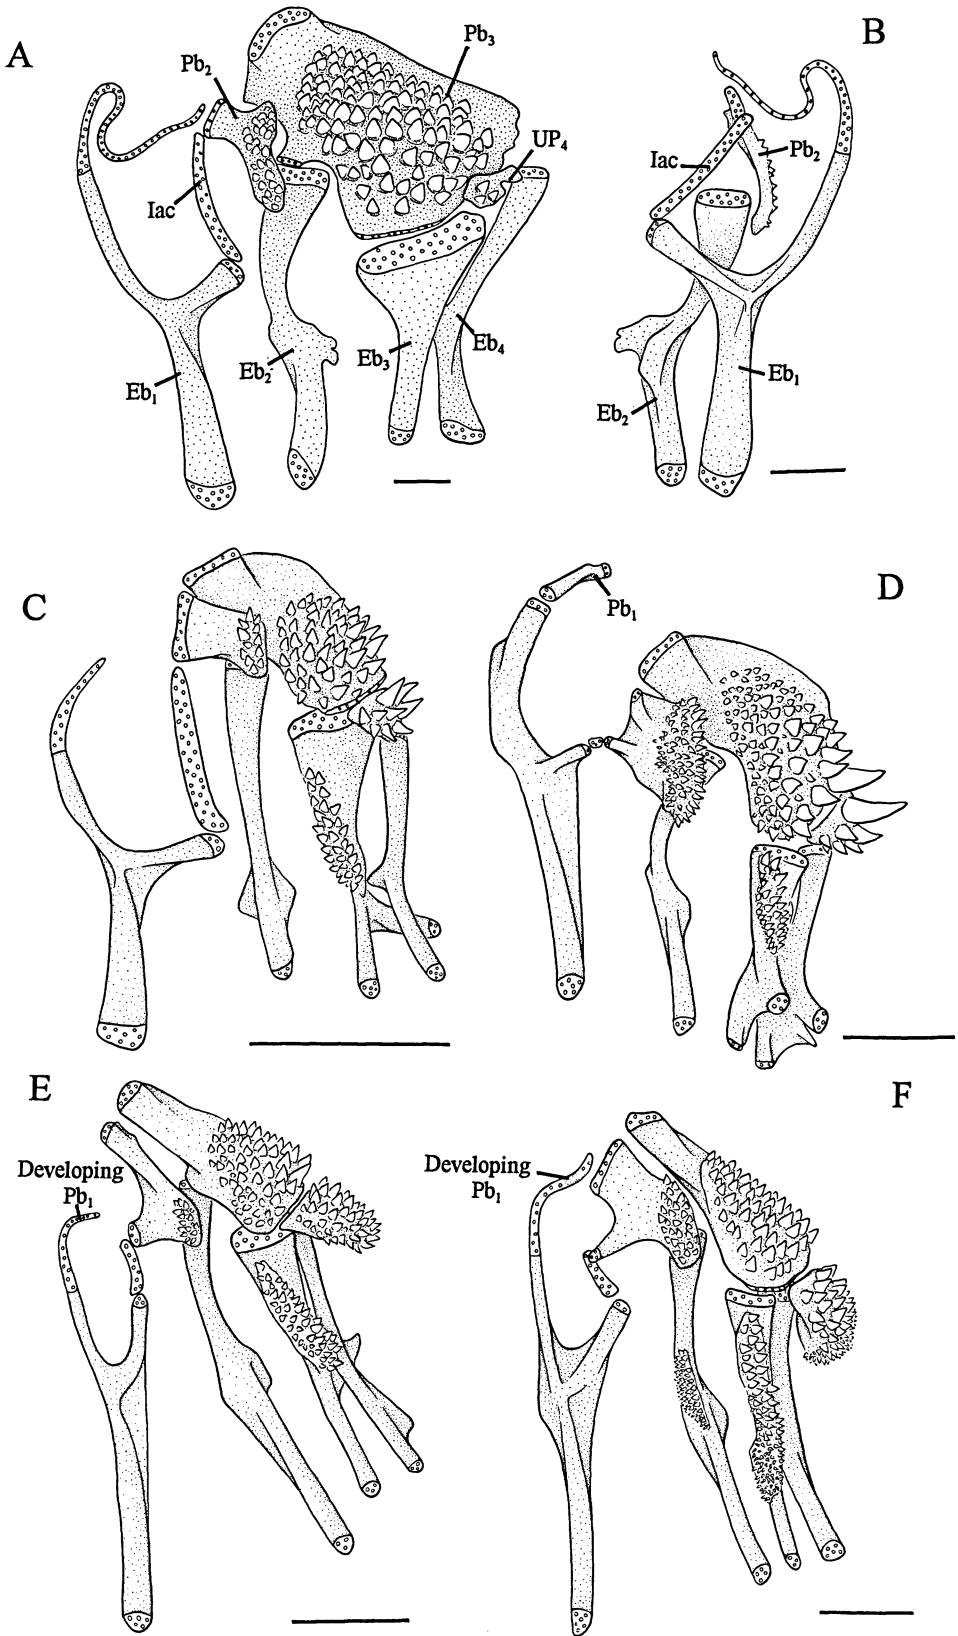 A
Pb₂
Pb₃
UP₄
Iac
Eb₁
Eb₂
Eb₃
Eb₄
B
Iac
Pb₂
Eb₁
Eb₂
C
D
Pb₁
E
Developing
Pb₁
F
Developing
Pb₁